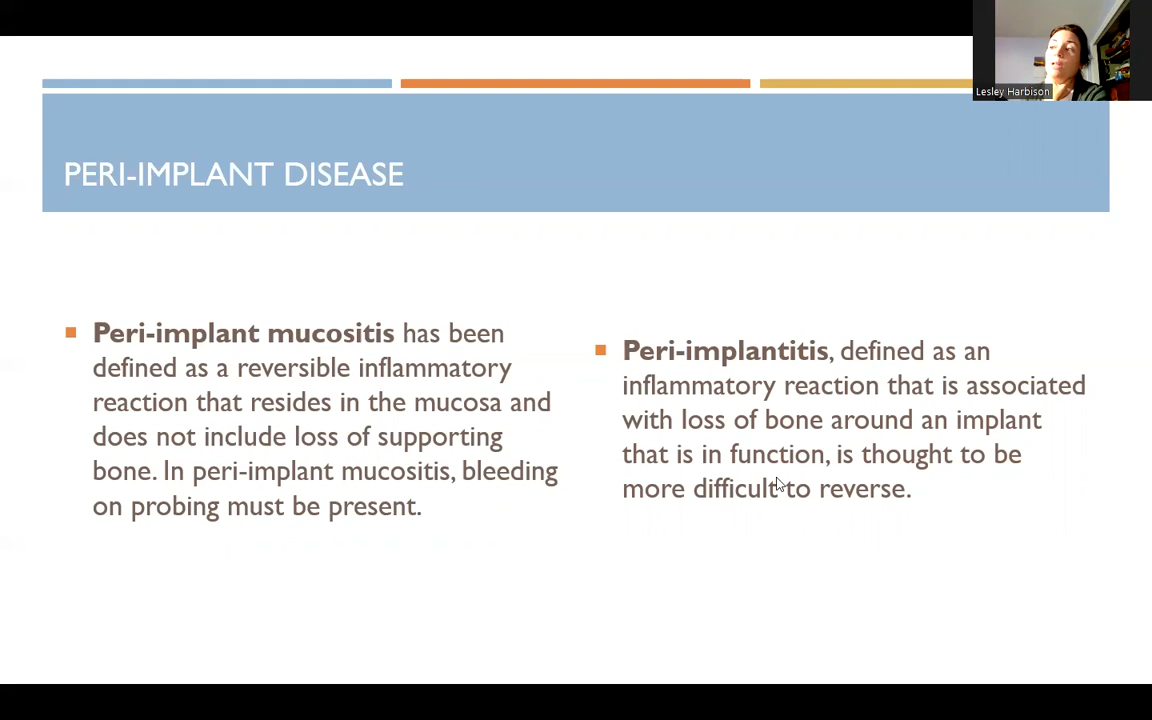 Lesley Harbison
PERI-IMPLANT DISEASE
Peri-implant mucositis has been
defined as a reversible inflammatory
reaction that resides in the mucosa and
does not include loss of supporting
bone. In peri-implant mucositis, bleeding
on probing must be present.
Peri-implantitis, defined as an
inflammatory reaction that is associated
with loss of bone around an implant
that is in function, is thought to be
more difficult to reverse.